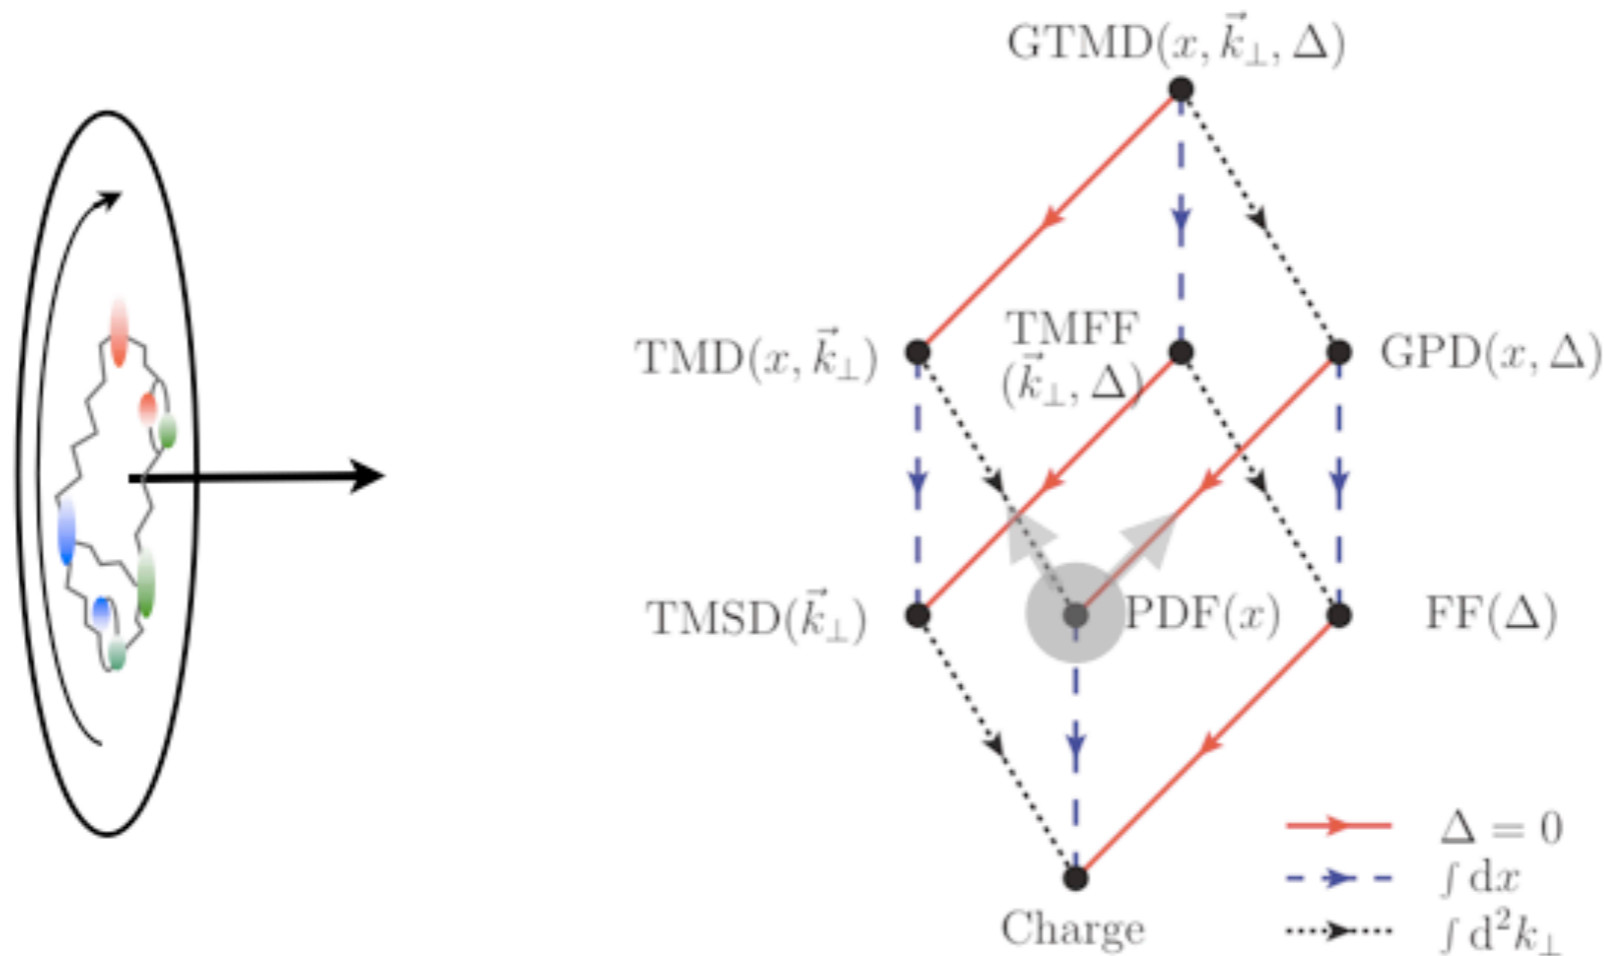 GTMD(x, k⃗⊥, Δ)
TMD(x, k⃗⊥)
TMFF
(k⃗⊥, Δ)
GPD(x, Δ)
TMSD(k⃗⊥)
PDF(x)
FF(Δ)
Charge
Δ = 0
∫ dx
∫ d²k⊥